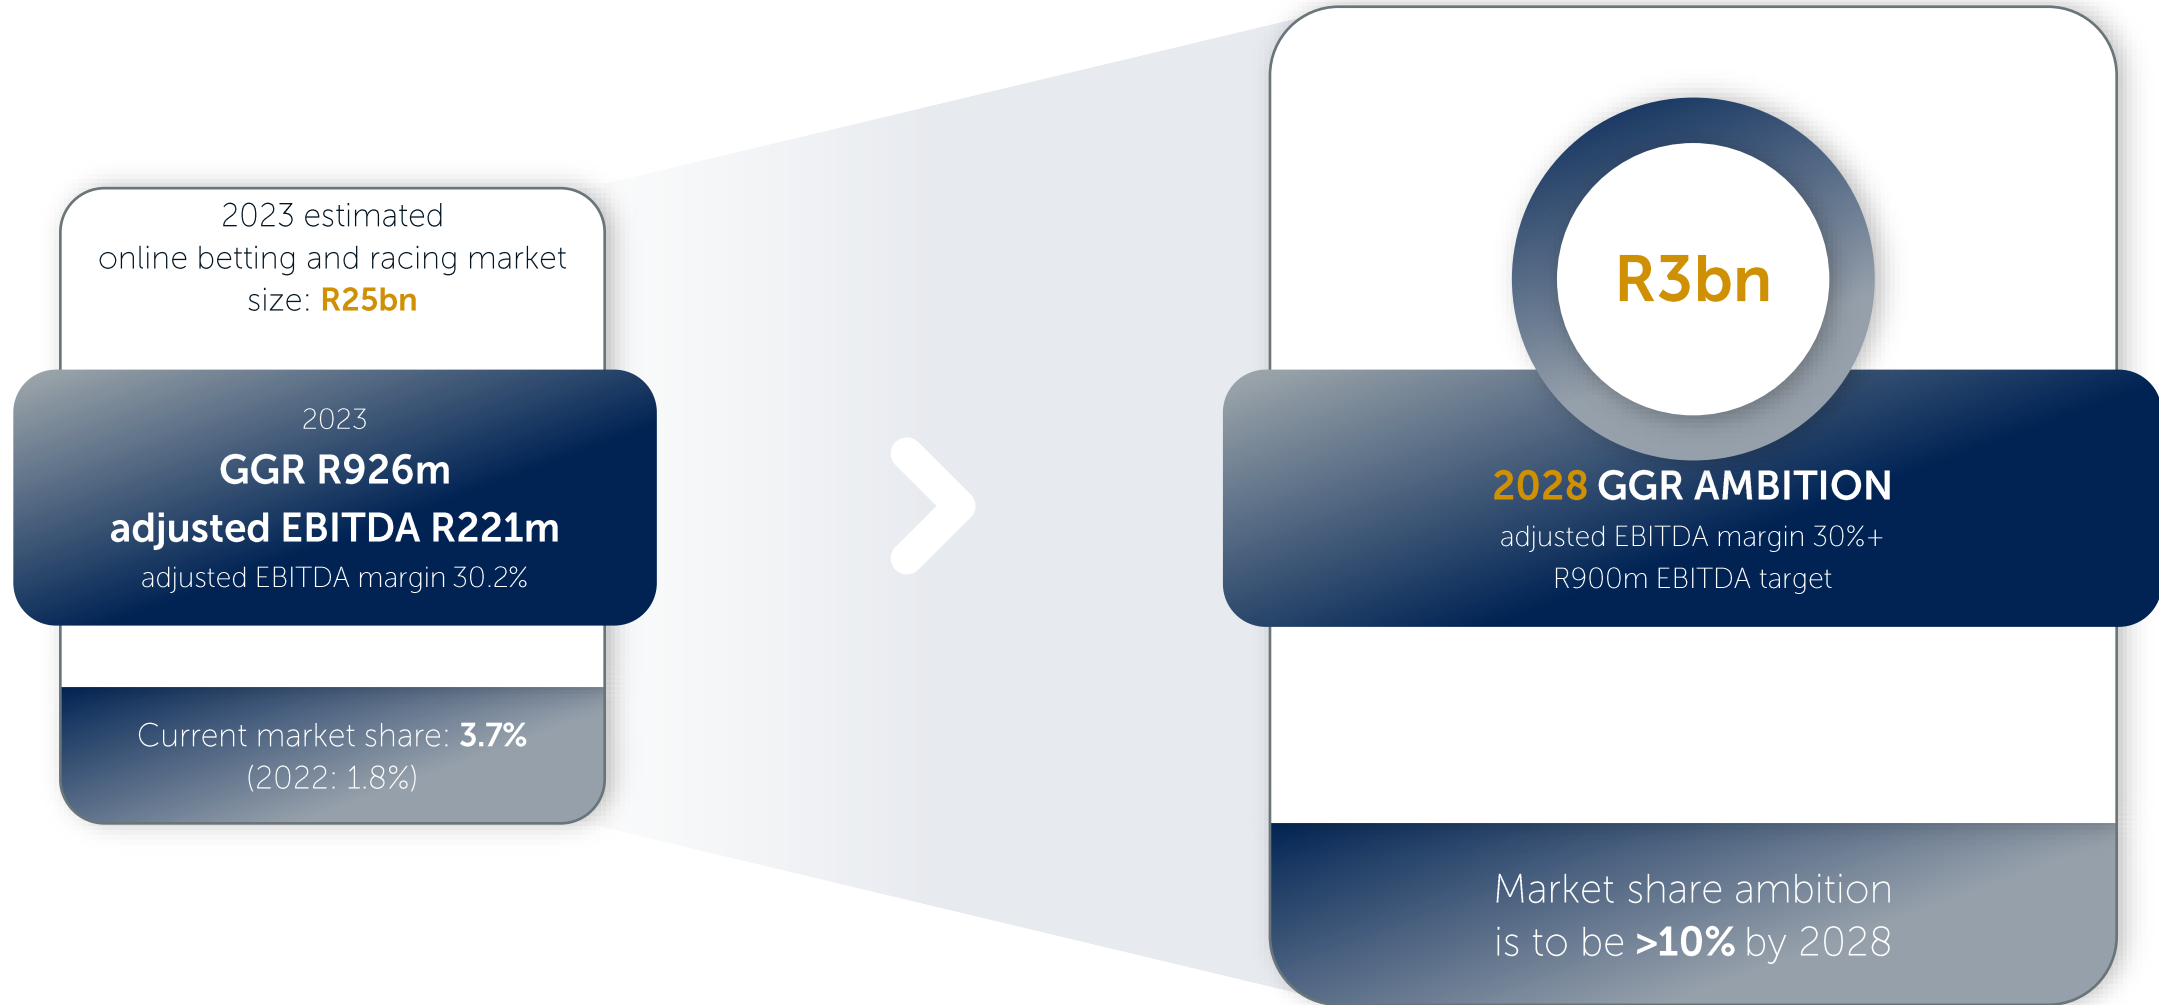 2023 estimated
online betting and racing market
size: R25bn
2023
GGR R926m
adjusted EBITDA R221m
adjusted EBITDA margin 30.2%
Current market share: 3.7%
(2022: 1.8%)
R3bn
2028 GGR AMBITION
adjusted EBITDA margin 30%+
R900m EBITDA target
Market share ambition
is to be >10% by 2028